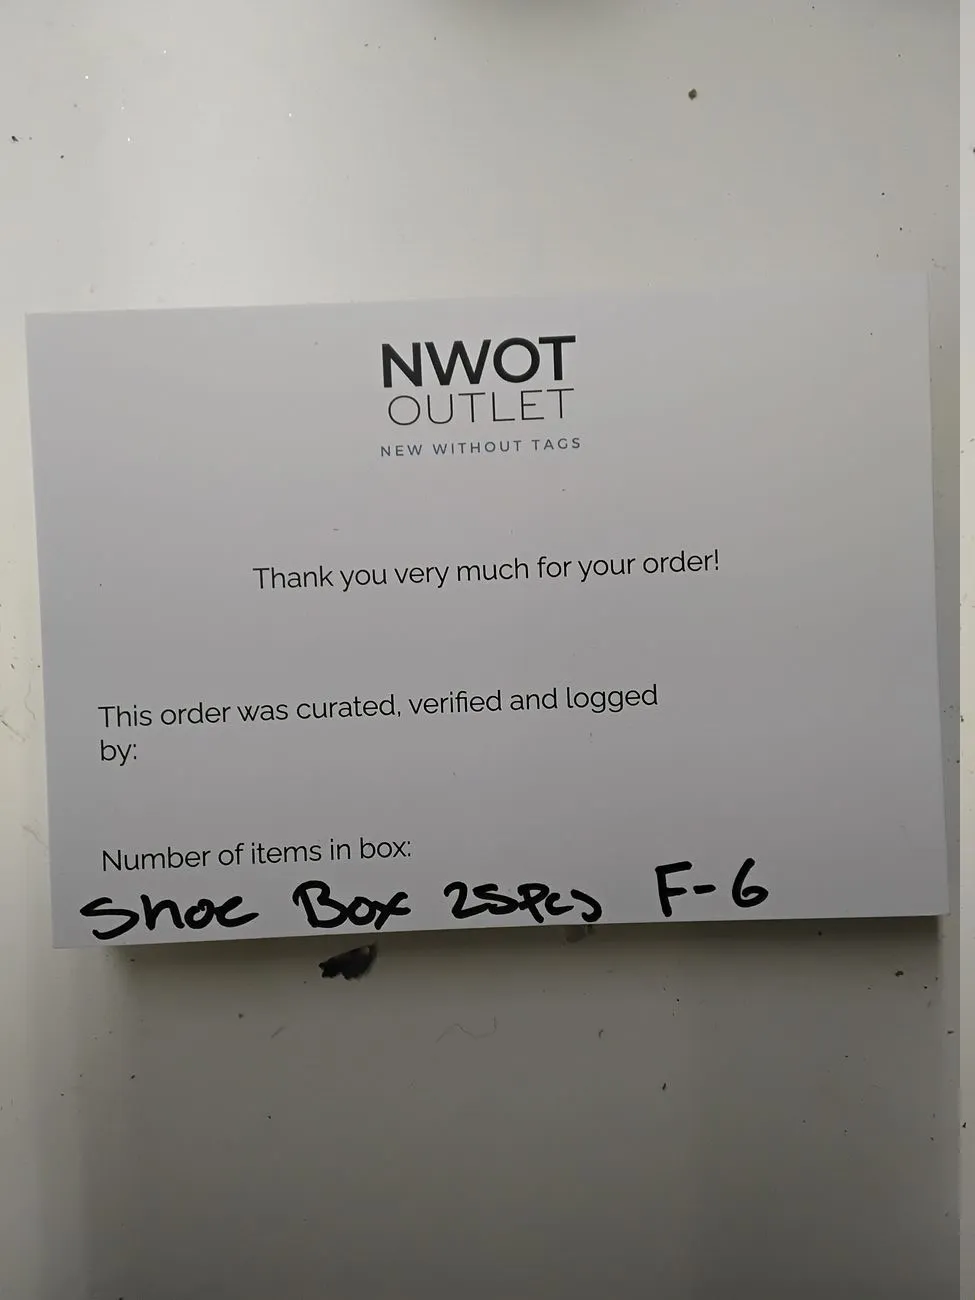 NWOT
OUTLET
NEW WITHOUT TAGS
Thank you very much for your order!
This order was curated, verified and logged
by:
Number of items in box:
Shoe Box 25pcs F-6